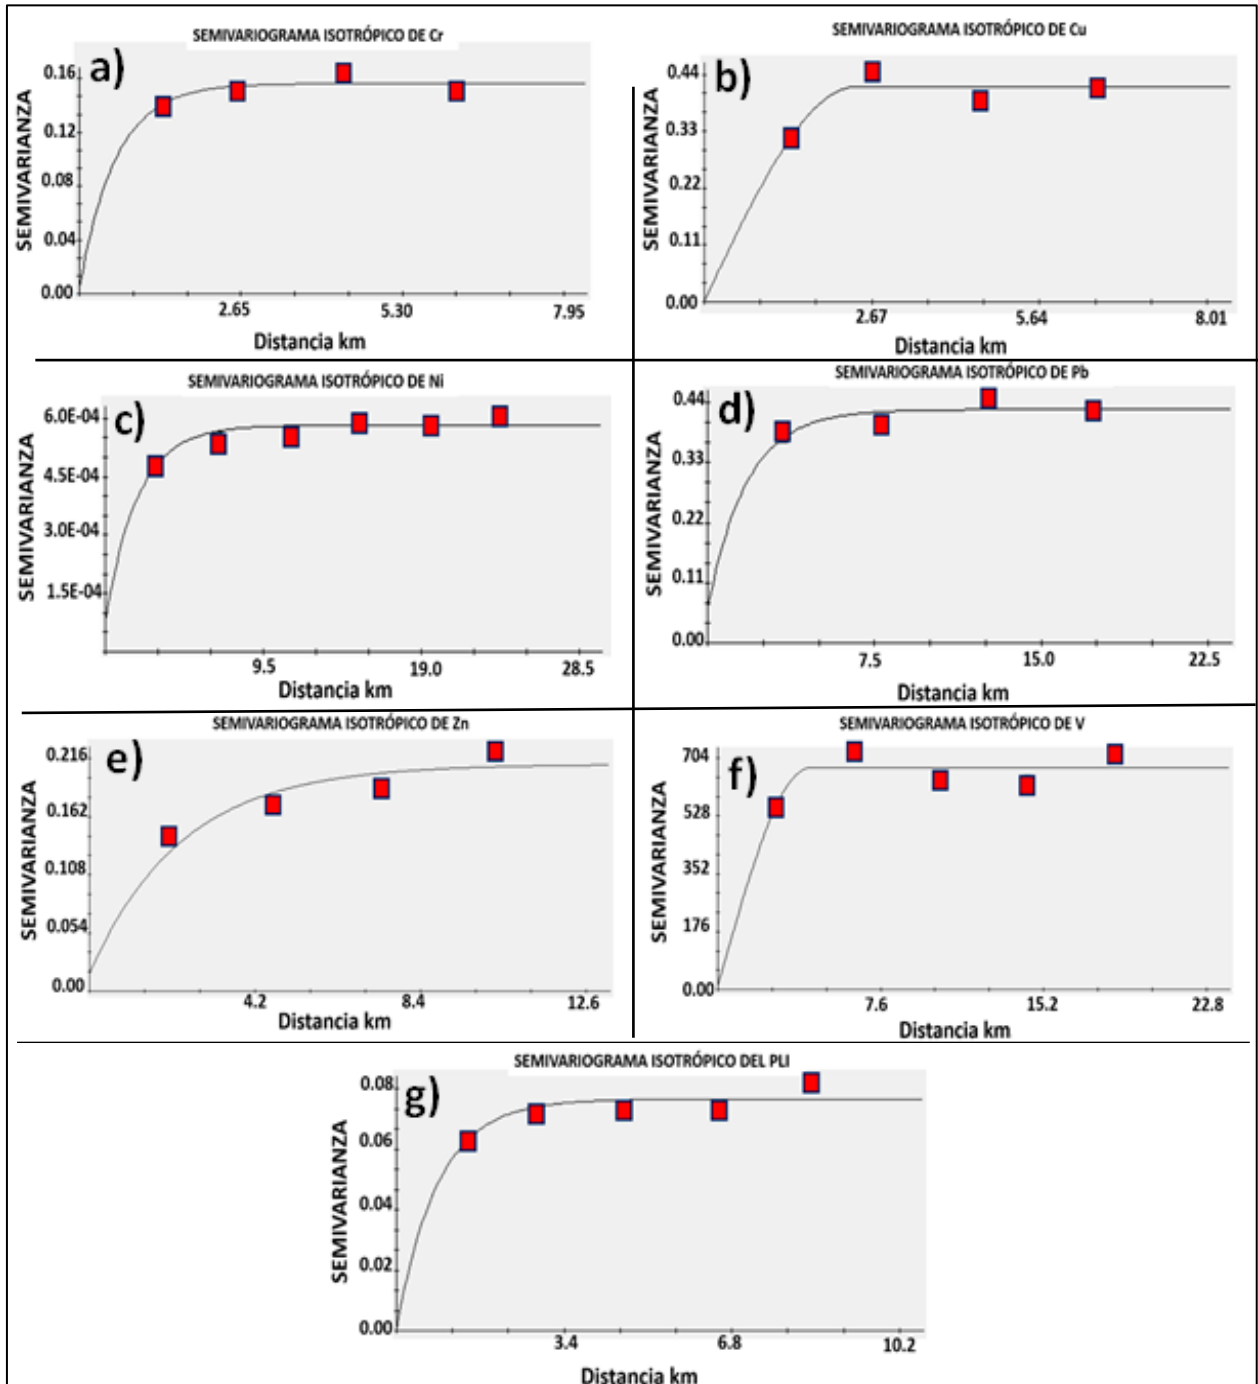 SEMIVARIOGRAMA ISOTRÓPICO DE Cr
a)
SEMIVARIANZA
0.16
0.12
0.08
0.04
0.00
2.65 5.30 7.95
Distancia km
SEMIVARIOGRAMA ISOTRÓPICO DE Cu
b)
SEMIVARIANZA
0.44
0.33
0.22
0.11
0.00
2.67 5.64 8.01
Distancia km
SEMIVARIOGRAMA ISOTRÓPICO DE Ni
c)
SEMIVARIANZA
6.0E-04
4.5E-04
3.0E-04
1.5E-04
9.5 19.0 28.5
Distancia km
SEMIVARIOGRAMA ISOTRÓPICO DE Pb
d)
SEMIVARIANZA
0.44
0.33
0.22
0.11
0.00
7.5 15.0 22.5
Distancia km
SEMIVARIOGRAMA ISOTRÓPICO DE Zn
e)
SEMIVARIANZA
0.216
0.162
0.108
0.054
0.00
4.2 8.4 12.6
Distancia km
SEMIVARIOGRAMA ISOTRÓPICO DE V
f)
SEMIVARIANZA
704
528
352
176
0.00
7.6 15.2 22.8
Distancia km
SEMIVARIOGRAMA ISOTRÓPICO DEL PLI
g)
SEMIVARIANZA
0.08
0.06
0.04
0.02
0.00
3.4 6.8 10.2
Distancia km